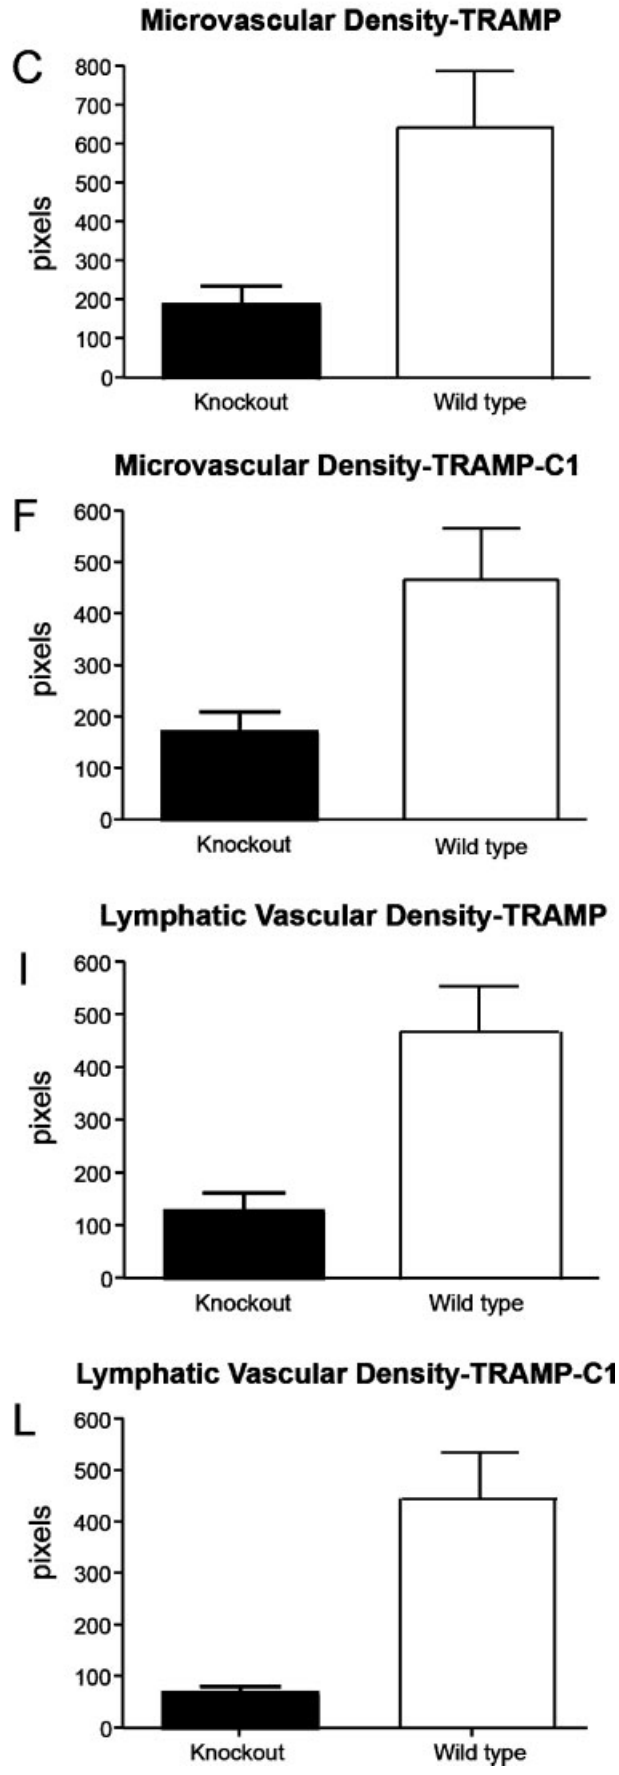 Microvascular Density-TRAMP
C
800
700
600
500
400
300
200
100
0
pixels
Knockout Wild type
Microvascular Density-TRAMP-C1
F
600
500
400
300
200
100
0
pixels
Knockout Wild type
Lymphatic Vascular Density-TRAMP
I
600
500
400
300
200
100
0
pixels
Knockout Wild type
Lymphatic Vascular Density-TRAMP-C1
L
600
500
400
300
200
100
0
pixels
Knockout Wild type